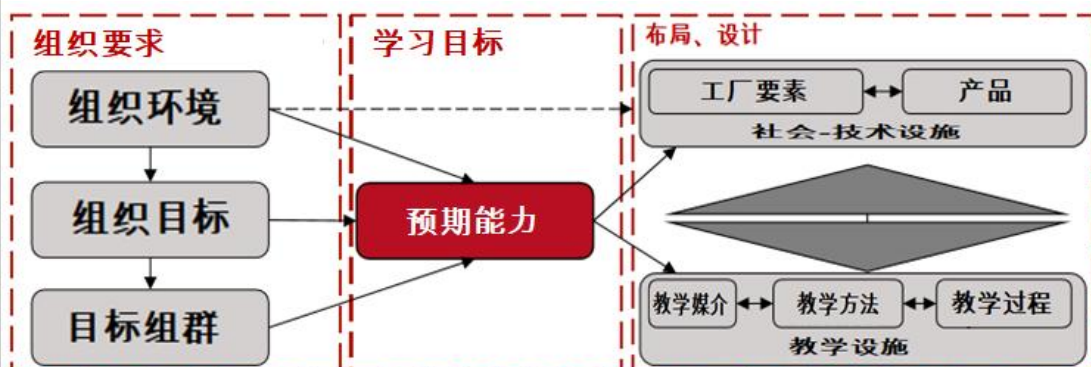 组织要求
组织环境
组织目标
目标组群
学习目标
预期能力
布局、设计
工厂要素
产品
社会-技术设施
教学媒介
教学方法
教学过程
教学设施